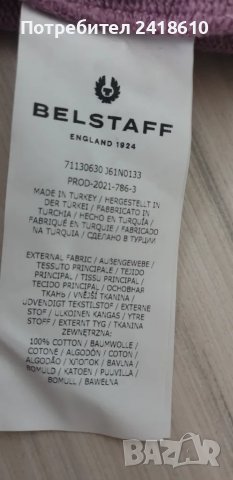 Потребител 2418610
BELSTAFF
ENGLAND 1924
71130630 J61N0133
PROD-2021-786-3
MADE IN TURKEY / HERGESTELLT IN
DER TÜRKEI / FABBRICATO IN
TURCHIA / HECHO EN TURQUÍA /
FABRIQUÉ EN TURQUIE / FABRICADO
NA TURQUIA / СДЕЛАНО В ТУРЦИИ
EXTERNAL FABRIC / AUßENGEWEBE /
TESSUTO PRINCIPALE / TEJIDO
PRINCIPAL / TISSU PRINCIPAL /
TECIDO PRINCIPAL / ОСНОВНАЯ
ТКАНЬ / VNĚJŠÍ TKANINA /
UDVENDIGT TEKSTILSTOF / EXTERNE
STOF / ULKOINEN KANGAS / YTRE
STOFF / EXTERNT TYG / TKANINA
ZEWNĘTRZNA:
100% COTTON / BAUMWOLLE /
COTONE / ALGODÓN / COTON /
ALGODÃO / ХЛОПОК / BAVLNA /
BOMULD / KATOEN / PUUVILLA /
BOMULL / BAWEŁNA
BAZAR
bg